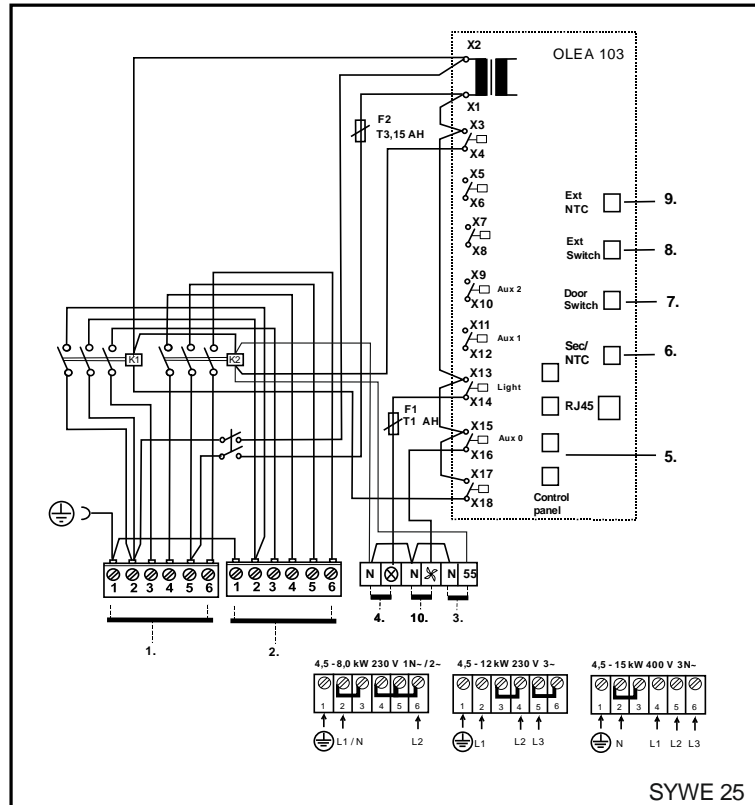 X2
OLEA 103
X1
F2
T3,15 AH
X3
X4
X5
X6
X7
X8
X9
Aux 2
X10
X11
Aux 1
X12
X13
Light
X14
X15
Aux 0
X16
X17
X18
Ext
NTC
9.
Ext
Switch
8.
Door
Switch
7.
Sec/
NTC
6.
RJ45
5.
Control
panel
K1
K2
F1
T1 AH
1 2 3 4 5 6
1 2 3 4 5 6
N N N 55
1.
2.
4.
10.
3.
4,5 - 8,0 kW 230 V 1N~ / 2~
1 2 3 4 5 6
L1 / N L2
4,5 - 12 kW 230 V 3~
1 2 3 4 5 6
L1 L2 L3
4,5 - 15 kW 400 V 3N~
1 2 3 4 5 6
N L1 L2 L3
SYWE 25